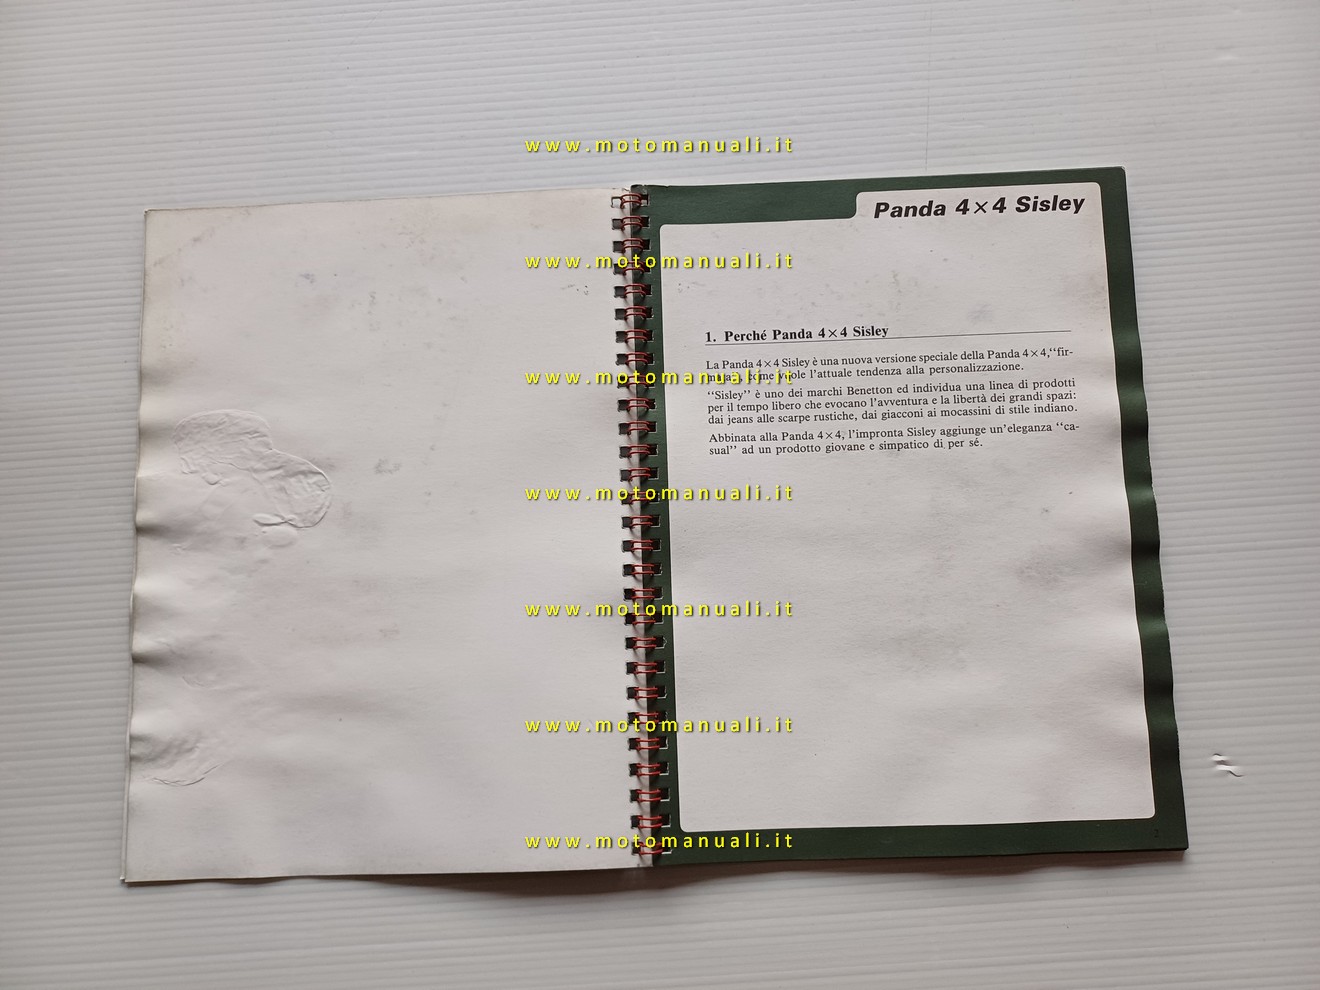 www.motomanuali.it
Panda 4×4 Sisley
www.motomanuali.it
1. Perché Panda 4×4 Sisley
La Panda 4×4 Sisley è una nuova versione speciale della Panda 4×4,“fir-
mata”, come vuole l’attuale tendenza alla personalizzazione.
www.motomanuali.it
“Sisley” è uno dei marchi Benetton ed individua una linea di prodotti
per il tempo libero che evocano l’avventura e la libertà dei grandi spazi:
dai jeans alle scarpe rustiche, dai giacconi ai mocassini di stile indiano.
Abbinata alla Panda 4×4, l’impronta Sisley aggiunge un’eleganza “ca-
sual” ad un prodotto giovane e simpatico di per sé.
www.motomanuali.it
www.motomanuali.it
www.motomanuali.it
www.motomanuali.it